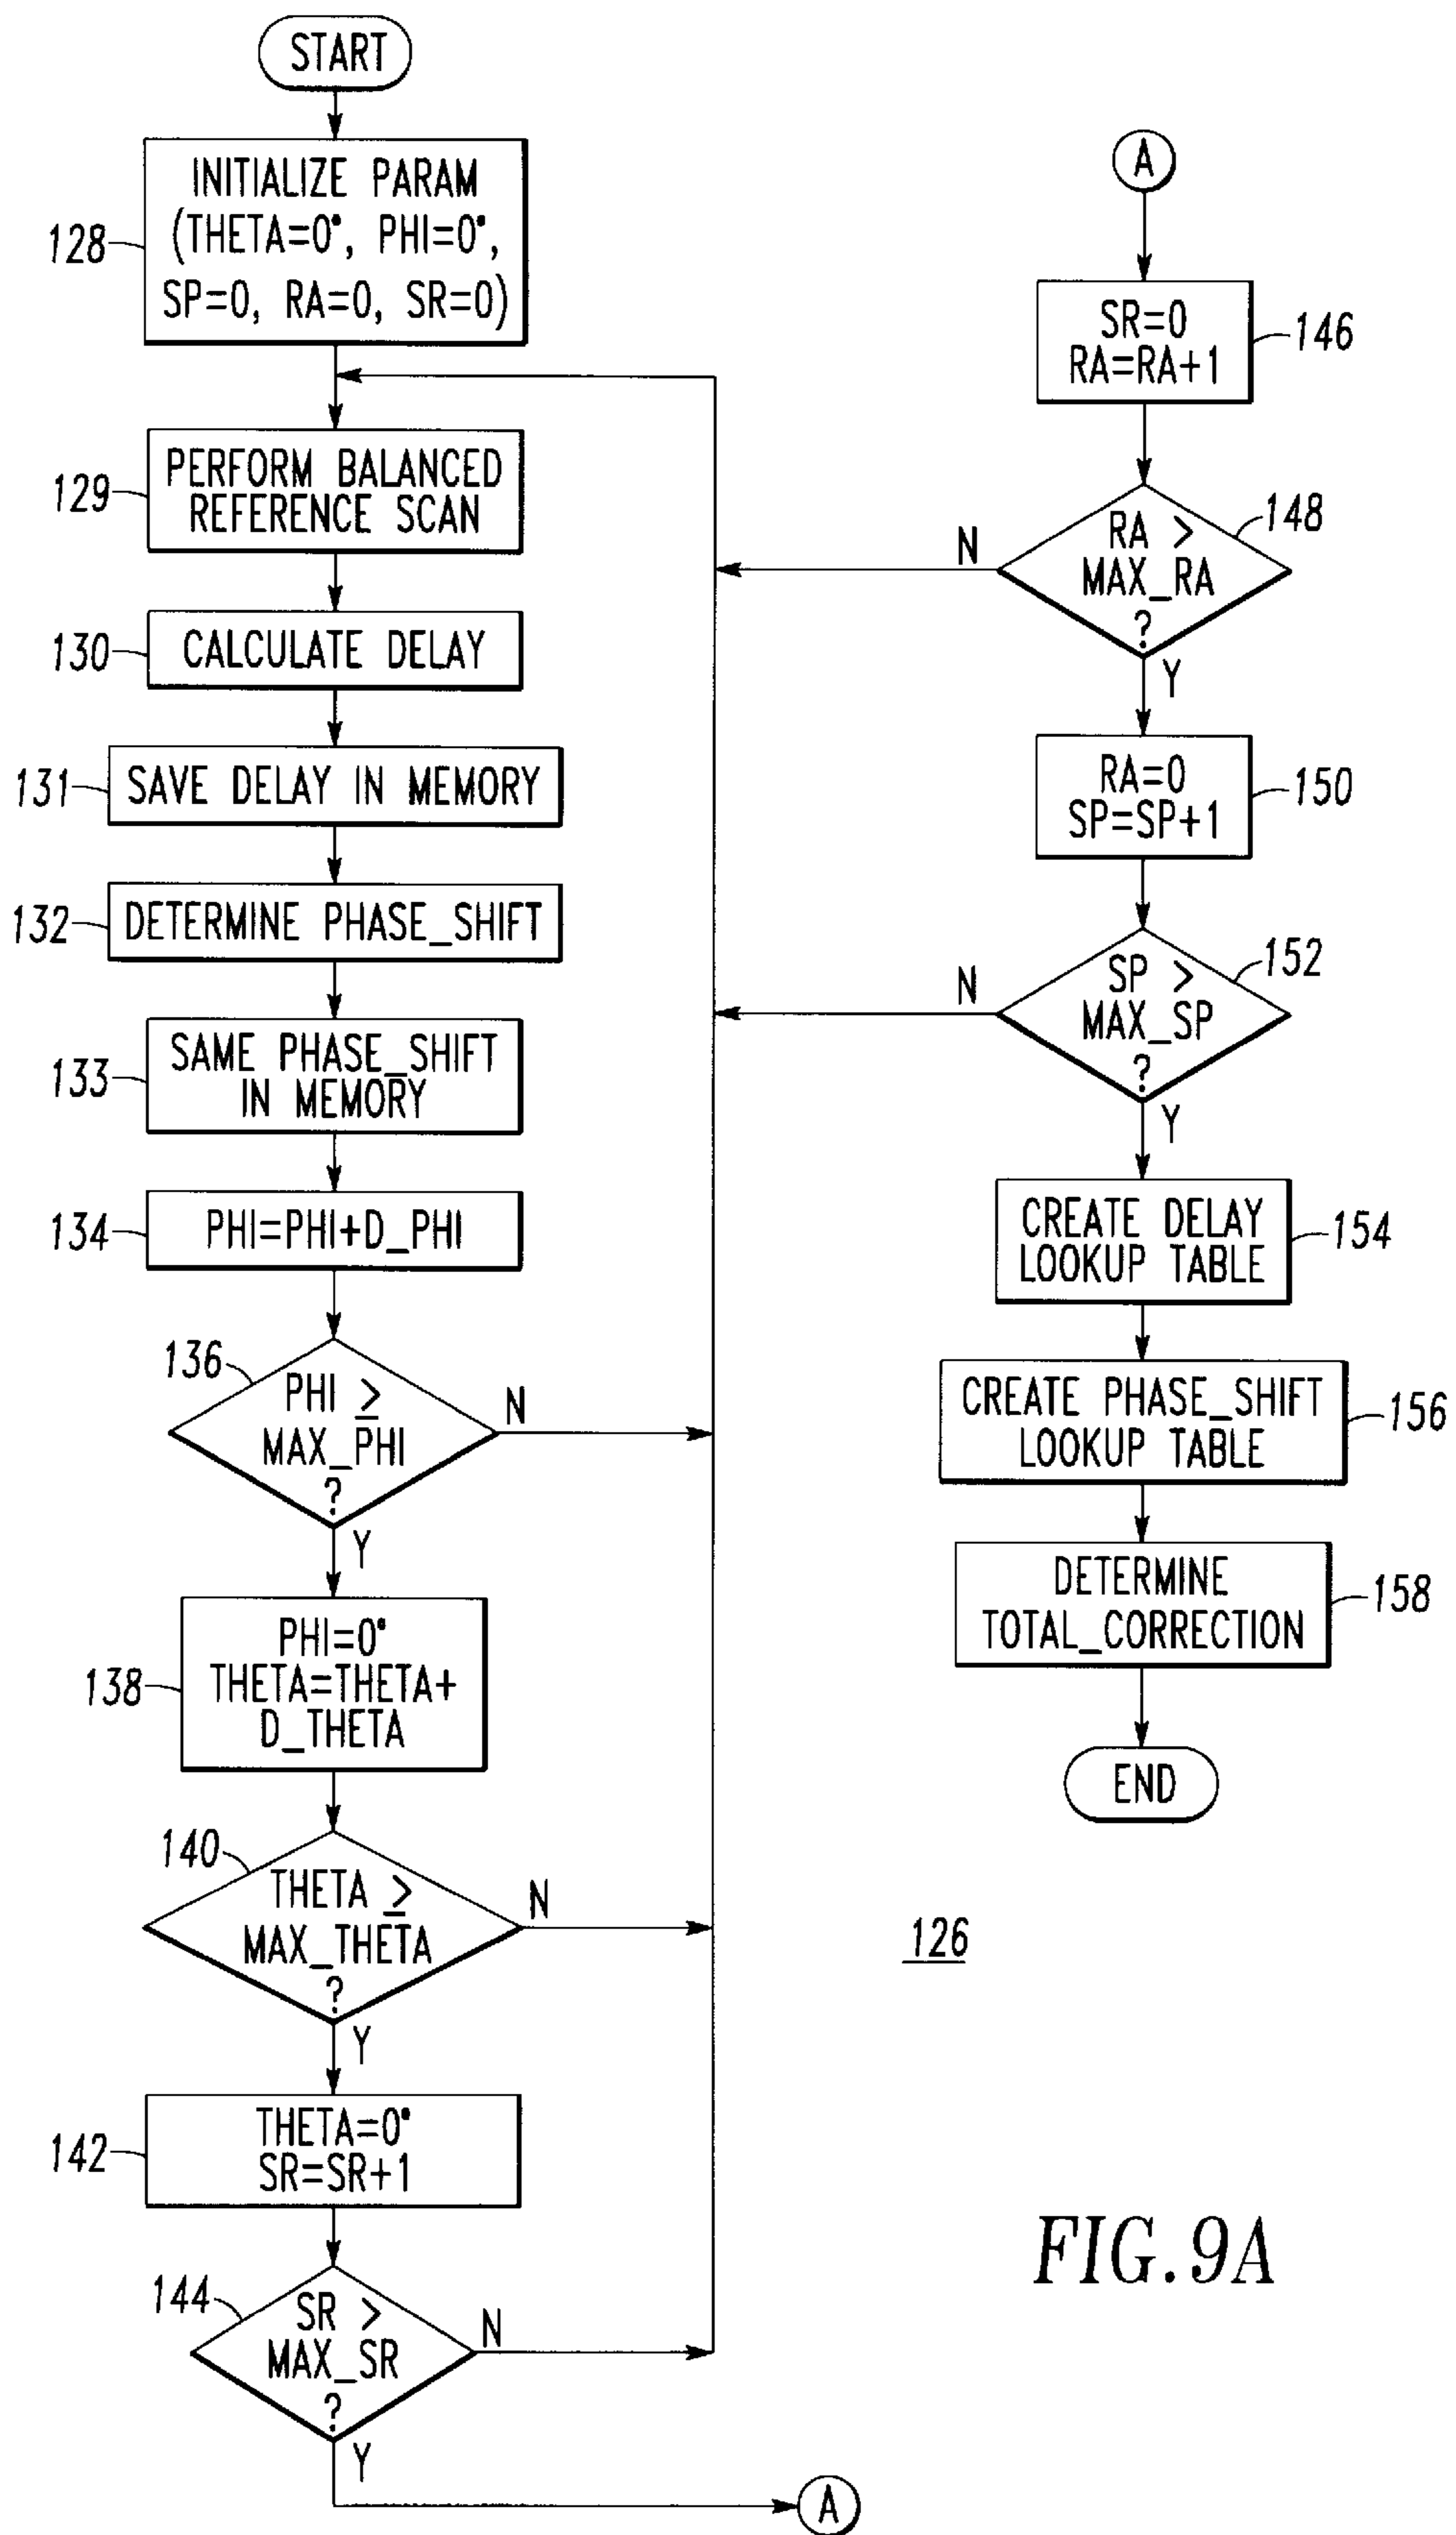 START
INITIALIZE PARAM
(THETA=0°, PHI=0°,
SP=0, RA=0, SR=0)
128
PERFORM BALANCED
REFERENCE SCAN
129
CALCULATE DELAY
130
SAVE DELAY IN MEMORY
131
DETERMINE PHASE_SHIFT
132
SAME PHASE_SHIFT
IN MEMORY
133
PHI=PHI+D_PHI
134
136
PHI ≥
MAX_PHI
?
N
Y
PHI=0°
THETA=THETA+
D_THETA
138
140
THETA ≥
MAX_THETA
?
N
Y
THETA=0°
SR=SR+1
142
144
SR >
MAX_SR
?
N
Y
A
A
SR=0
RA=RA+1
146
RA >
MAX_RA
?
148
N
Y
RA=0
SP=SP+1
150
SP >
MAX_SP
?
152
N
Y
CREATE DELAY
LOOKUP TABLE
154
CREATE PHASE_SHIFT
LOOKUP TABLE
156
DETERMINE
TOTAL_CORRECTION
158
END
126
FIG.9A